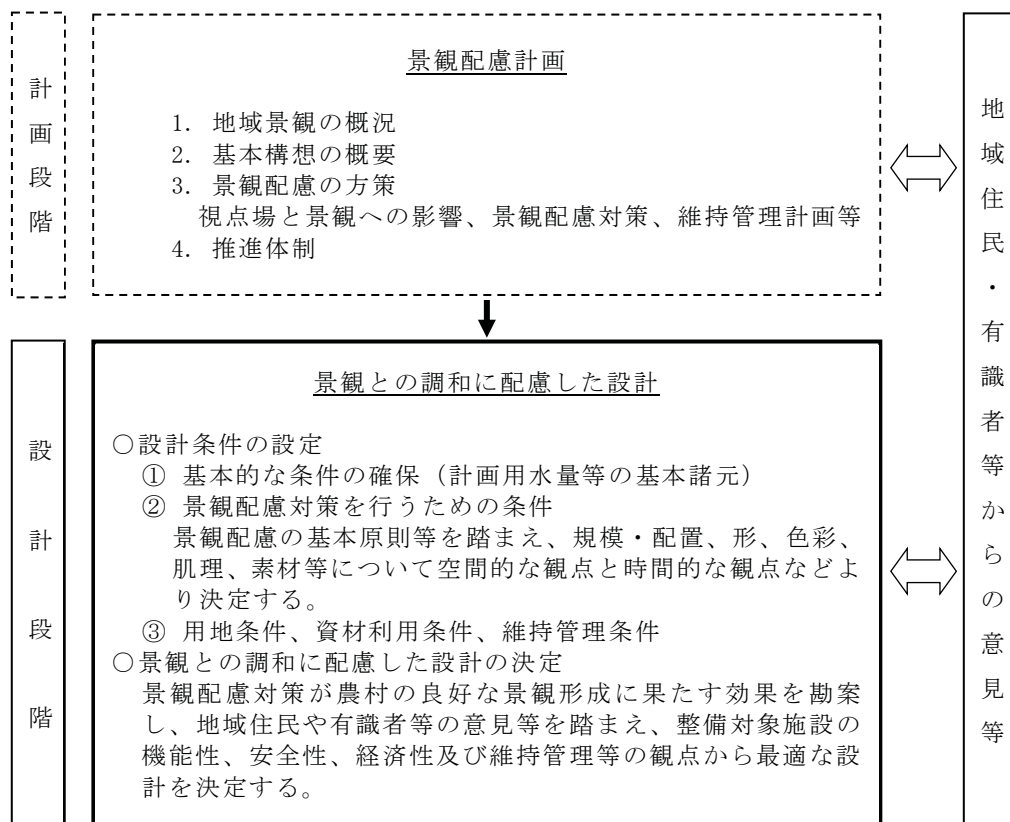 計画段階
景観配慮計画
1. 地域景観の概況
2. 基本構想の概要
3. 景観配慮の方策
視点場と景観への影響、景観配慮対策、維持管理計画等
4. 推進体制
設計段階
景観との調和に配慮した設計
○設計条件の設定
① 基本的な条件の確保（計画用水量等の基本諸元）
② 景観配慮対策を行うための条件
景観配慮の基本原則等を踏まえ、規模・配置、形、色彩、
肌理、素材等について空間的な観点と時間的な観点などよ
り決定する。
③ 用地条件、資材利用条件、維持管理条件
○景観との調和に配慮した設計の決定
景観配慮対策が農村の良好な景観形成に果たす効果を勘案
し、地域住民や有識者等の意見等を踏まえ、整備対象施設の
機能性、安全性、経済性及び維持管理等の観点から最適な設
計を決定する。
地域住民・有識者等からの意見等